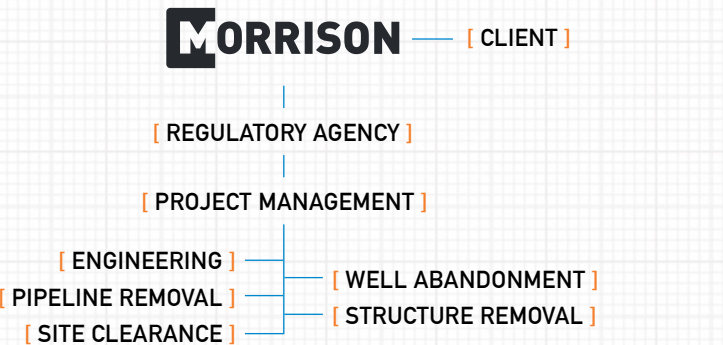 MORRISON [ CLIENT ]
[ REGULATORY AGENCY ]
[ PROJECT MANAGEMENT ]
[ ENGINEERING ]
[ PIPELINE REMOVAL ]
[ SITE CLEARANCE ]
[ WELL ABANDONMENT ]
[ STRUCTURE REMOVAL ]